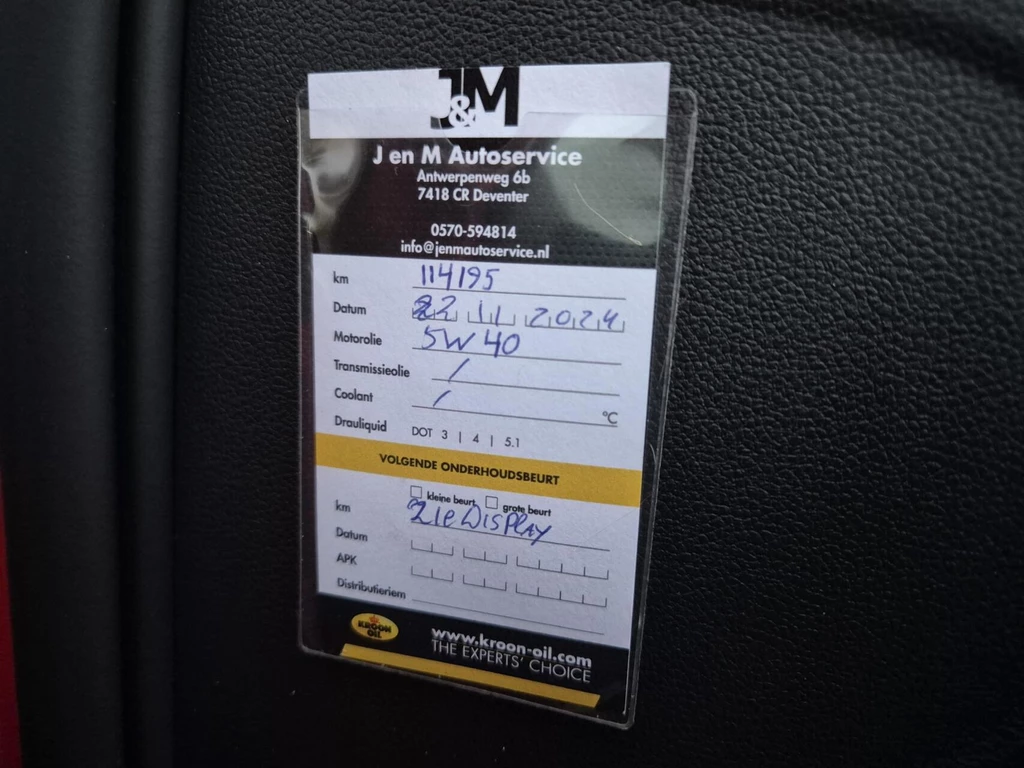 J&M
J en M Autoservice
Antwerpenweg 6b
7418 CR Deventer
0570-594814
info@jenmautoservice.nl
km 114195
Datum 22 11 2024
Motorolie 5W40
Transmissieolie /
Coolant / °C
Drauliquid DOT 3 | 4 | 5.1
VOLGENDE ONDERHOUDSBEURT
kleine beurt grote beurt
km Zie Display
Datum
APK
Distributieriem
KROON OIL
www.kroon-oil.com
THE EXPERTS' CHOICE